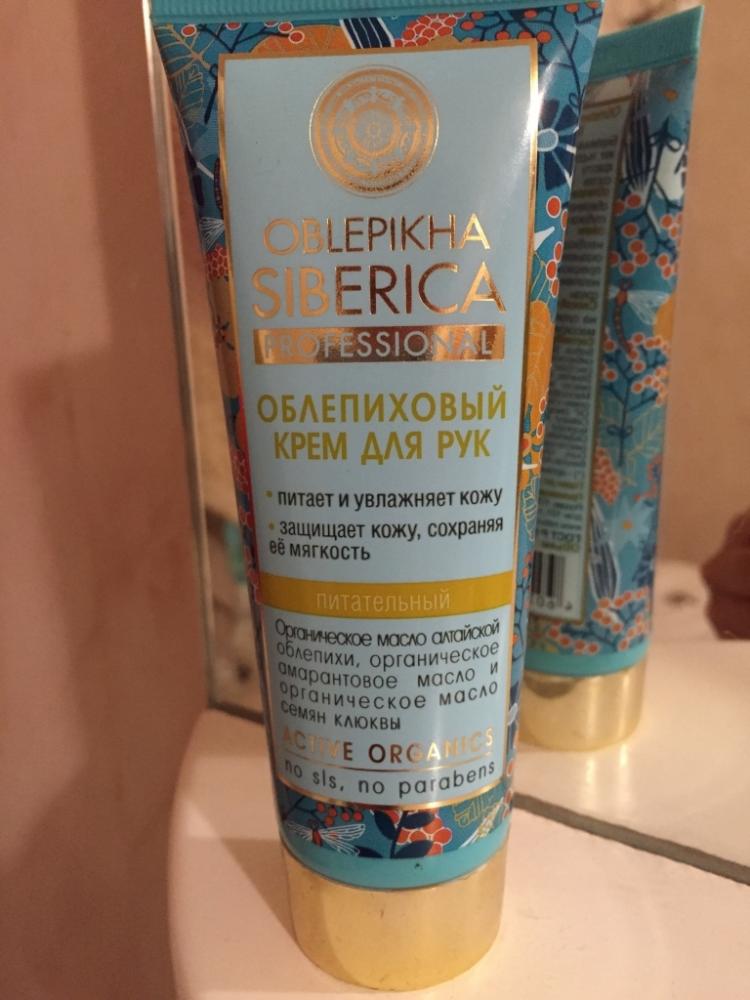 OBLEPIKHA
SIBERICA
PROFESSIONAL
ОБЛЕПИХОВЫЙ
КРЕМ ДЛЯ РУК
• питает и увлажняет кожу
• защищает кожу, сохраняя
её мягкость
питательный
Органическое масло алтайской
облепихи, органическое
амарантовое масло и
органическое масло
семян клюквы
ACTIVE ORGANICS
no sls, no parabens